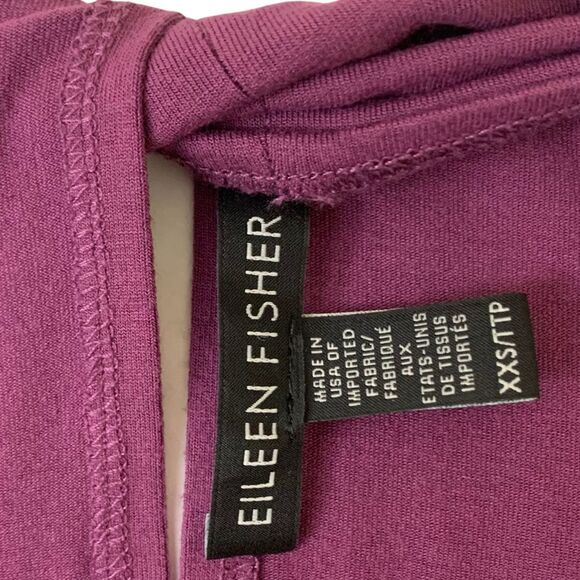 EILEEN FISHER
MADE IN
USA OF
IMPORTED
FABRIC/
FABRIQUÉ
AUX
ETATS-UNIS
DE TISSUS
IMPORTÉS
XXS/TTP